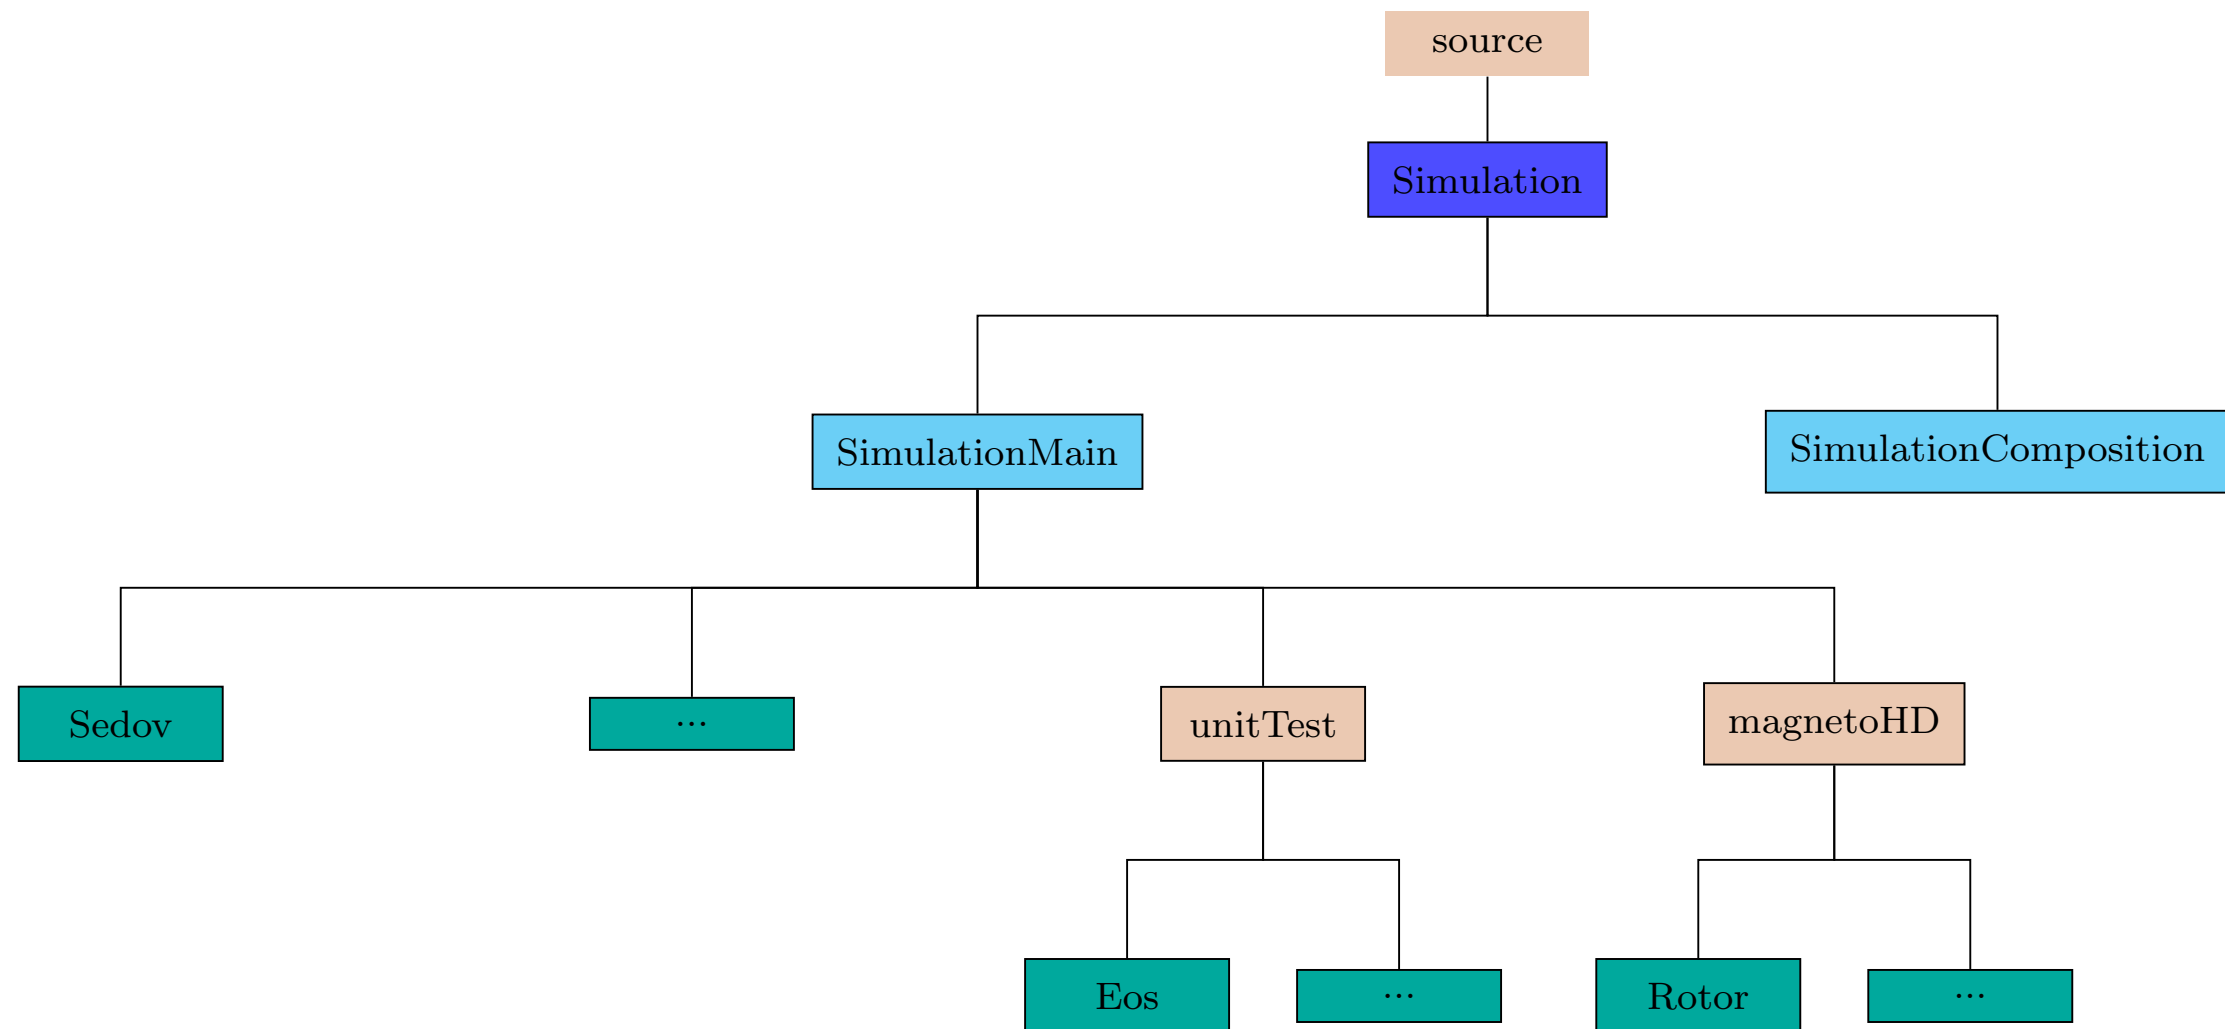 source
Simulation
SimulationMain
SimulationComposition
Sedov
...
unitTest
magnetoHD
Eos
...
Rotor
...